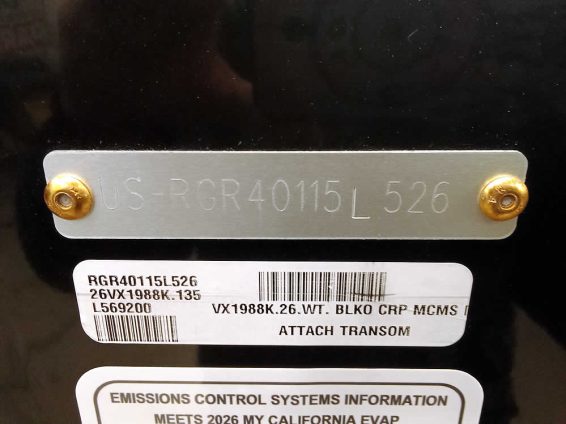 US-RGR40115L526
RGR40115L526
26VX1988K.135
L569200
VX1988K.26.WT. BLKO CRP MCMS
ATTACH TRANSOM
EMISSIONS CONTROL SYSTEMS INFORMATION
MEETS 2026 MY CALIFORNIA EVAP